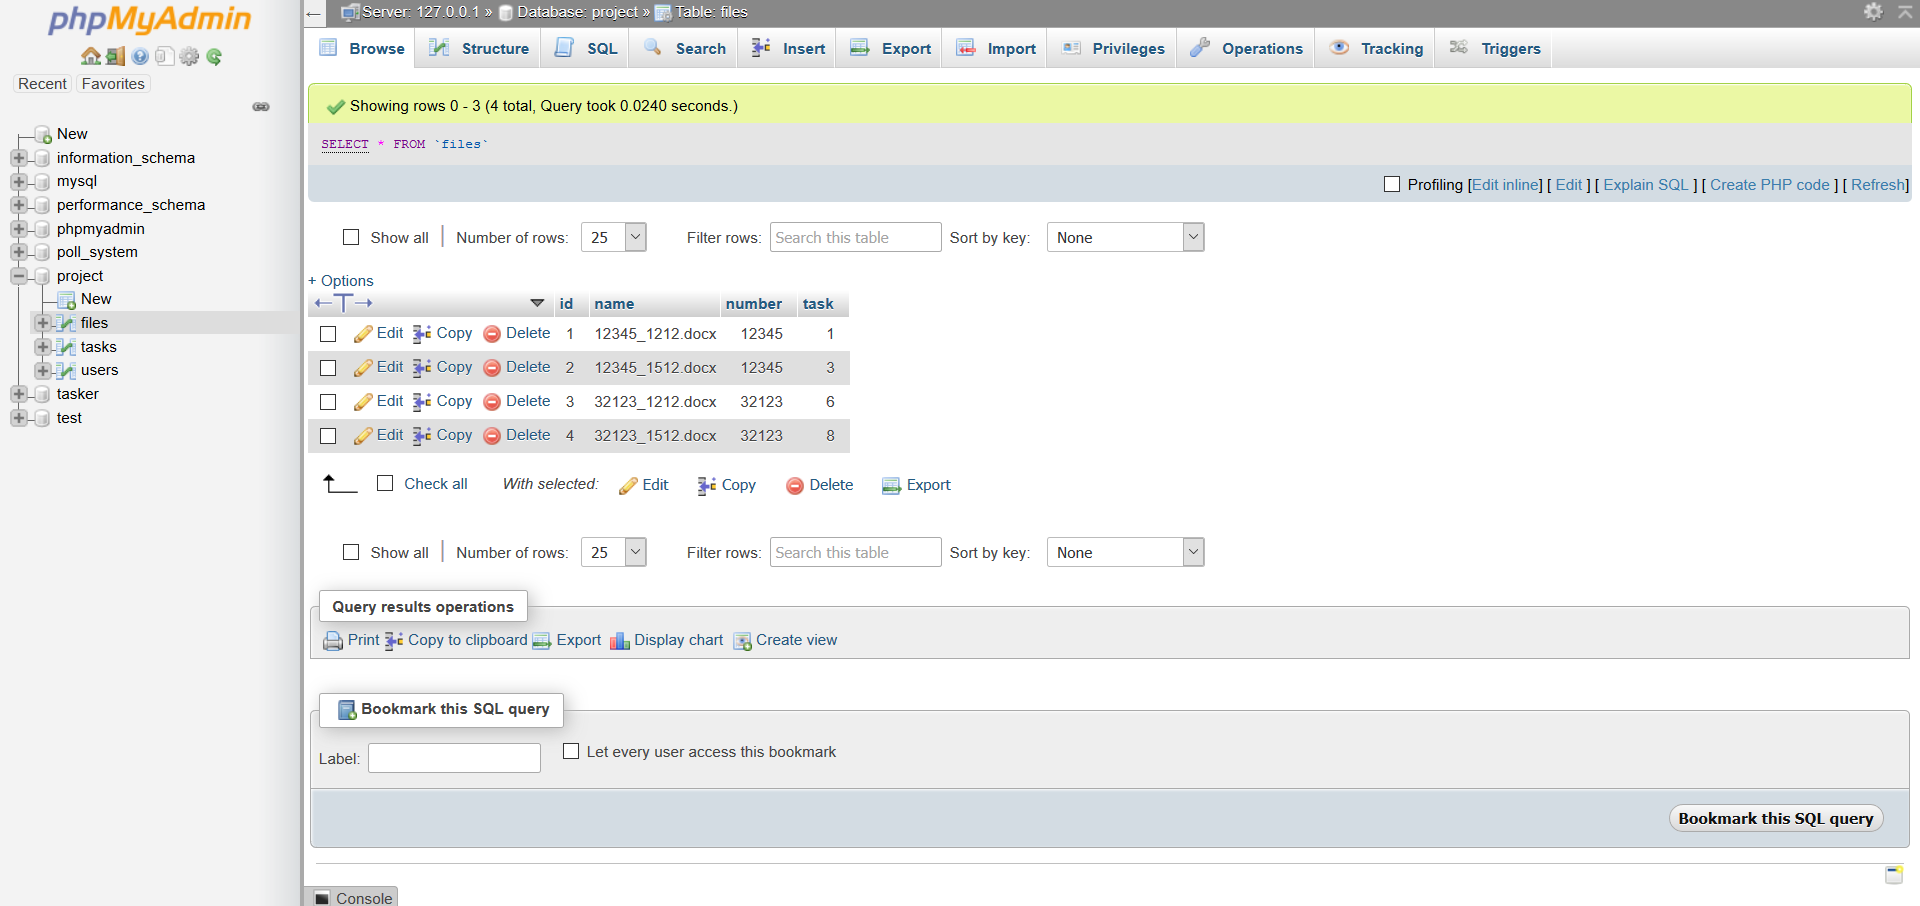 phpMyAdmin
Recent Favorites
New
information_schema
mysql
performance_schema
phpmyadmin
poll_system
project
New
files
tasks
users
tasker
test
Server: 127.0.0.1 » Database: project » Table: files
Browse Structure SQL Search Insert Export Import Privileges Operations Tracking Triggers
Showing rows 0 - 3 (4 total, Query took 0.0240 seconds.)
SELECT * FROM `files`
Profiling [Edit inline] [ Edit ] [ Explain SQL ] [ Create PHP code ] [ Refresh]
Show all | Number of rows: 25 Filter rows: Search this table Sort by key: None
+ Options
←T→ id name number task
Edit Copy Delete 1 12345_1212.docx 12345 1
Edit Copy Delete 2 12345_1512.docx 12345 3
Edit Copy Delete 3 32123_1212.docx 32123 6
Edit Copy Delete 4 32123_1512.docx 32123 8
Check all With selected: Edit Copy Delete Export
Show all | Number of rows: 25 Filter rows: Search this table Sort by key: None
Query results operations
Print Copy to clipboard Export Display chart Create view
Bookmark this SQL query
Label: Let every user access this bookmark
Bookmark this SQL query
Console